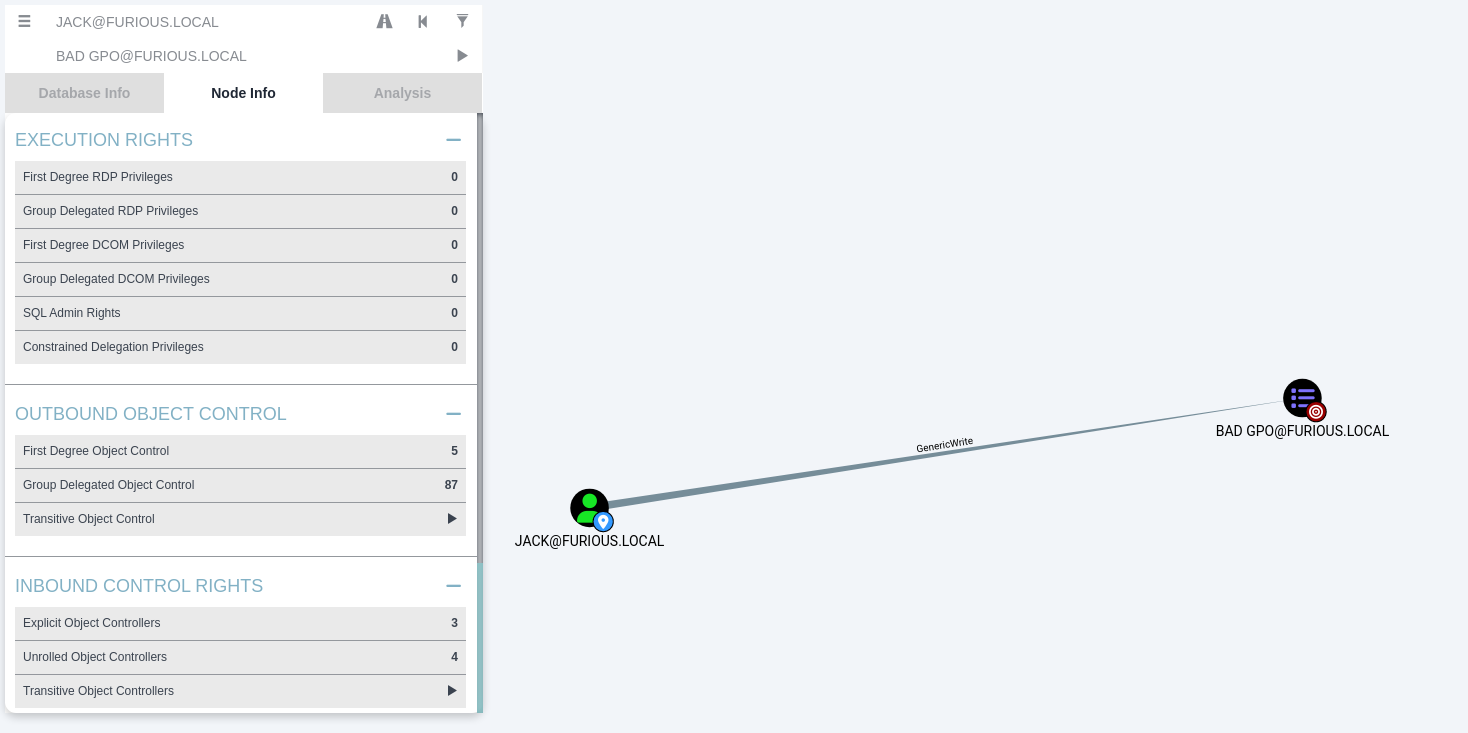 JACK@FURIOUS.LOCAL
BAD GPO@FURIOUS.LOCAL
Database Info
Node Info
Analysis
EXECUTION RIGHTS
First Degree RDP Privileges 0
Group Delegated RDP Privileges 0
First Degree DCOM Privileges 0
Group Delegated DCOM Privileges 0
SQL Admin Rights 0
Constrained Delegation Privileges 0
OUTBOUND OBJECT CONTROL
First Degree Object Control 5
Group Delegated Object Control 87
Transitive Object Control
INBOUND CONTROL RIGHTS
Explicit Object Controllers 3
Unrolled Object Controllers 4
Transitive Object Controllers
GenericWrite
BAD GPO@FURIOUS.LOCAL
JACK@FURIOUS.LOCAL